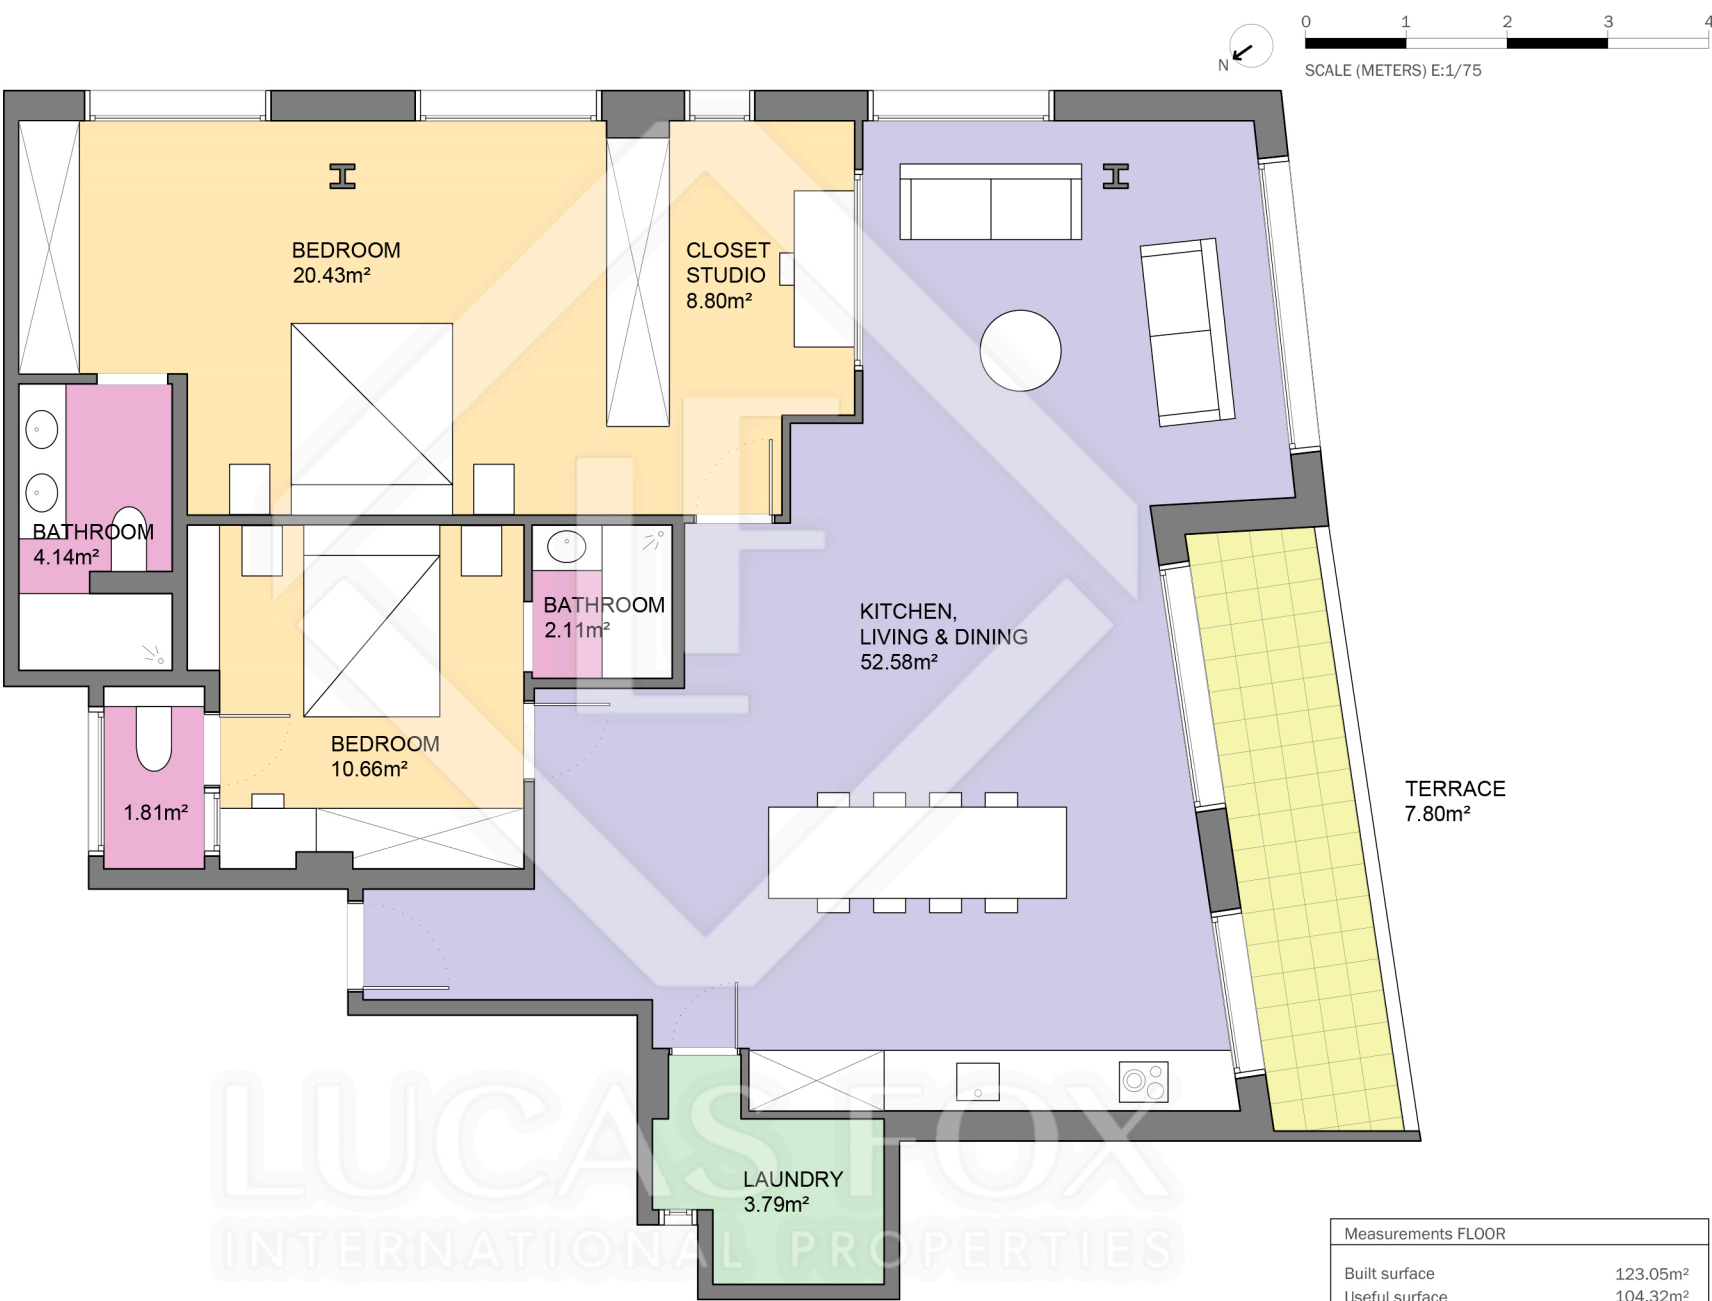 0 1 2 3 4
N
SCALE (METERS) E:1/75
BEDROOM
20.43m²
CLOSET
STUDIO
8.80m²
BATHROOM
4.14m²
BATHROOM
2.11m²
KITCHEN,
LIVING & DINING
52.58m²
BEDROOM
10.66m²
1.81m²
TERRACE
7.80m²
LAUNDRY
3.79m²
LUCAS FOX
INTERNATIONAL PROPERTIES
Measurements FLOOR
Built surface 123.05m²
Useful surface 104.32m²